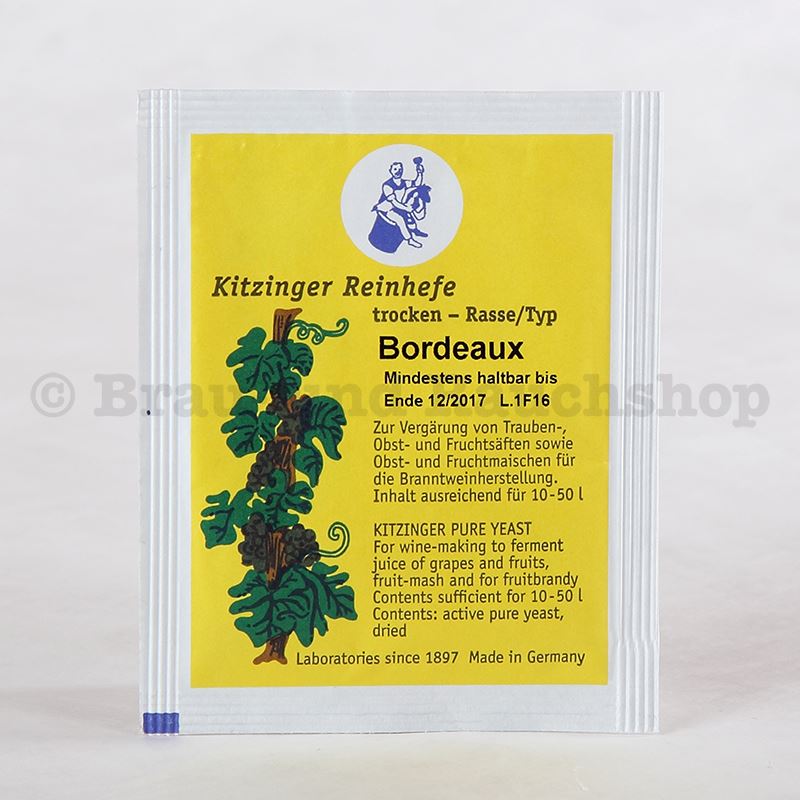 Kitzinger Reinhefe
trocken – Rasse/Typ
Bordeaux
Mindestens haltbar bis
© Brau- und Rauchshop
Ende 12/2017 L.1F16
Zur Vergärung von Trauben-,
Obst- und Fruchtsäften sowie
Obst- und Fruchtmaischen für
die Branntweinherstellung.
Inhalt ausreichend für 10-50 l
KITZINGER PURE YEAST
For wine-making to ferment
juice of grapes and fruits,
fruit-mash and for fruitbrandy
Contents sufficient for 10-50 l
Contents: active pure yeast,
dried
Laboratories since 1897 Made in Germany